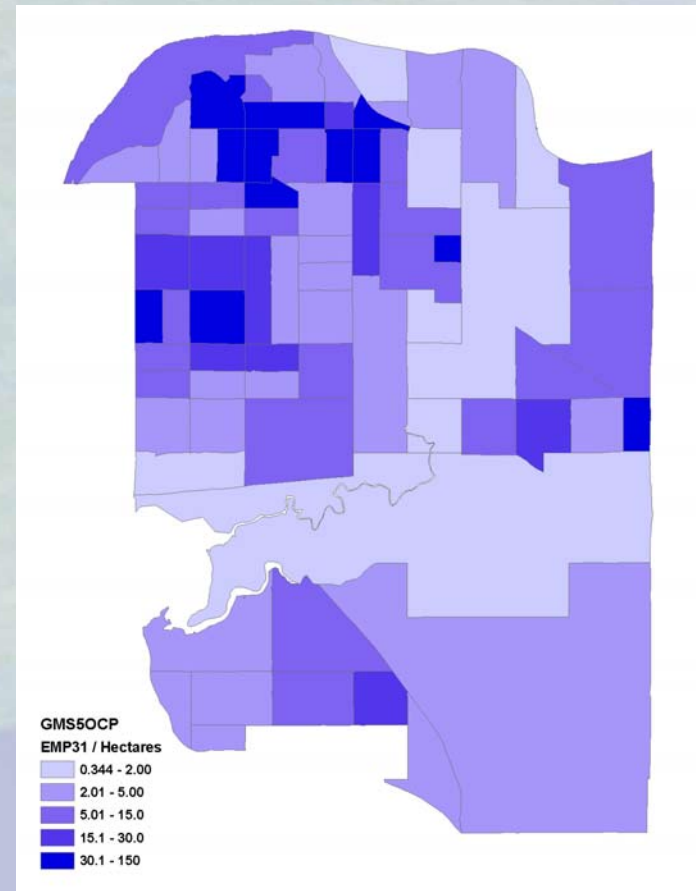 GMS5OCP
EMP31 / Hectares
0.344 - 2.00
2.01 - 5.00
5.01 - 15.0
15.1 - 30.0
30.1 - 150